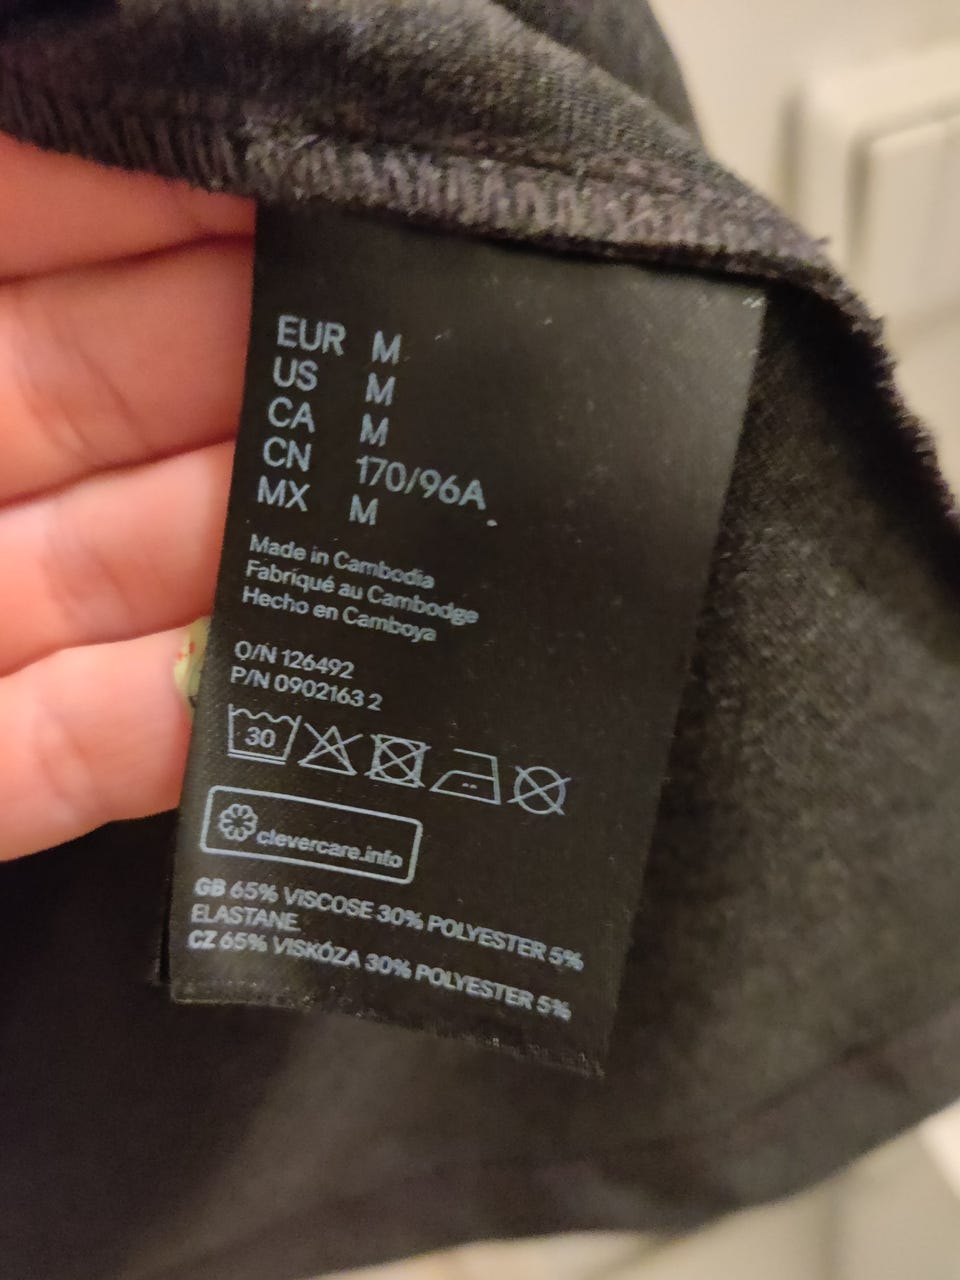 EUR M
US M
CA M
CN 170/96A
MX M
Made in Cambodia
Fabriqué au Cambodge
Hecho en Camboya
O/N 126492
P/N 0902163 2
30
clevercare.info
GB 65% VISCOSE 30% POLYESTER 5%
ELASTANE
CZ 65% VISKÓZA 30% POLYESTER 5%